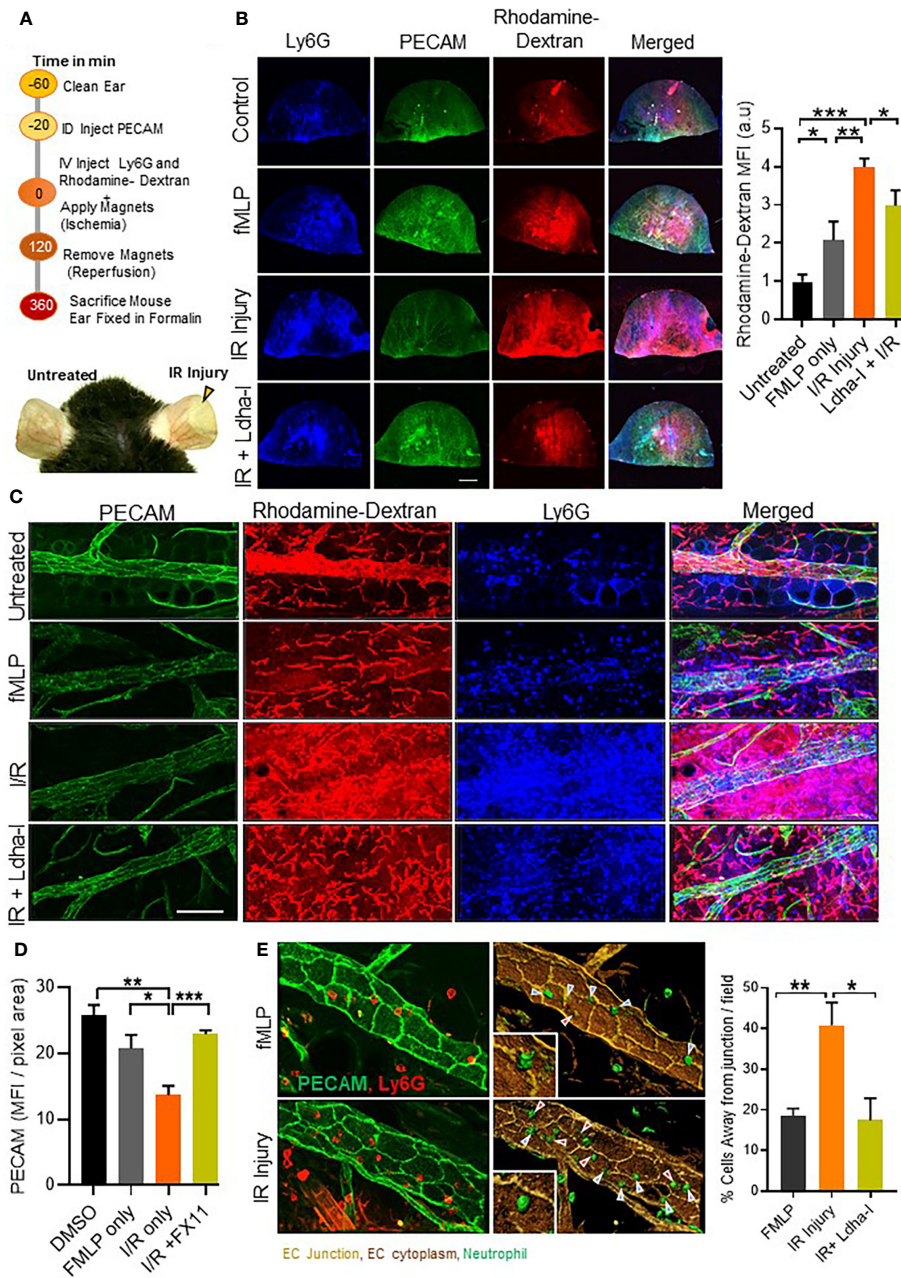 A
Time in min
-60
Clean Ear
-20
ID Inject PECAM
IV Inject Ly6G and
Rhodamine- Dextran
+
0
Apply Magnets
(Ischemia)
120
Remove Magnets
(Reperfusion)
360
Sacrifice Mouse
Ear Fixed in Formalin
Untreated
IR Injury
B
Ly6G
PECAM
Rhodamine-
Dextran
Merged
Control
fMLP
IR Injury
IR + Ldha-I
Rhodamine-Dextran MFI (a.u)
5
4
3
2
1
0
***
*
*
**
Untreated
FMLP only
I/R Injury
Ldha-I + I/R
C
PECAM
Rhodamine-Dextran
Ly6G
Merged
Untreated
fMLP
I/R
IR + Ldha-I
D
PECAM (MFI / pixel area)
30
20
10
0
**
*
***
DMSO
FMLP only
I/R only
I/R +FX11
E
fMLP
PECAM, Ly6G
IR Injury
EC Junction, EC cytoplasm, Neutrophil
% Cells Away from junction / field
50
40
30
20
10
0
**
*
FMLP
IR Injury
IR+ Ldha-I